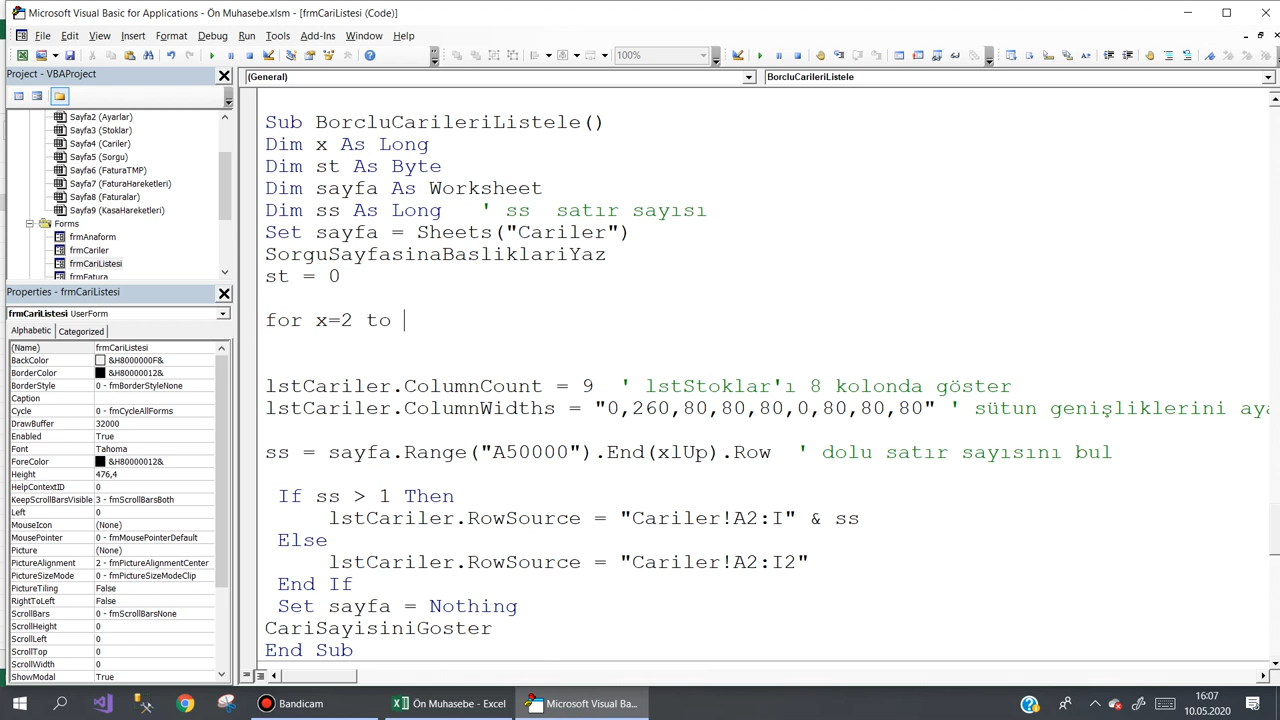 Microsoft Visual Basic for Applications - Ön Muhasebe.xlsm - [frmCariListesi (Code)]
File Edit View Insert Format Debug Run Tools Add-Ins Window Help
100%
Project - VBAProject
(General)
BorcluCarileriListele
Sayfa2 (Ayarlar)
Sayfa3 (Stoklar)
Sayfa4 (Cariler)
Sayfa5 (Sorgu)
Sayfa6 (FaturaTMP)
Sayfa7 (FaturaHareketleri)
Sayfa8 (Faturalar)
Sayfa9 (KasaHareketleri)
Forms
frmAnaform
frmCariler
frmCariListesi
frmFatura
Properties - frmCariListesi
frmCariListesi UserForm
Alphabetic Categorized
(Name) frmCariListesi
BackColor &H8000000F&
BorderColor &H80000012&
BorderStyle 0 - fmBorderStyleNone
Caption
Cycle 0 - fmCycleAllForms
DrawBuffer 32000
Enabled True
Font Tahoma
ForeColor &H80000012&
Height 476,4
HelpContextID 0
KeepScrollBarsVisible 3 - fmScrollBarsBoth
Left 0
MouseIcon (None)
MousePointer 0 - fmMousePointerDefault
Picture (None)
PictureAlignment 2 - fmPictureAlignmentCenter
PictureSizeMode 0 - fmPictureSizeModeClip
PictureTiling False
RightToLeft False
ScrollBars 0 - fmScrollBarsNone
ScrollHeight 0
ScrollLeft 0
ScrollTop 0
ScrollWidth 0
ShowModal True
Sub BorcluCarileriListele()
Dim x As Long
Dim st As Byte
Dim sayfa As Worksheet
Dim ss As Long ' ss satır sayısı
Set sayfa = Sheets("Cariler")
SorguSayfasinaBasliklariYaz
st = 0
for x=2 to
lstCariler.ColumnCount = 9 ' lstStoklar'ı 8 kolonda göster
lstCariler.ColumnWidths = "0,260,80,80,80,0,80,80,80" ' sütun genişliklerini aya
ss = sayfa.Range("A50000").End(xlUp).Row ' dolu satır sayısını bul
If ss > 1 Then
lstCariler.RowSource = "Cariler!A2:I" & ss
Else
lstCariler.RowSource = "Cariler!A2:I2"
End If
Set sayfa = Nothing
CariSayisiniGoster
End Sub
Bandicam
Ön Muhasebe - Excel
Microsoft Visual Ba...
16:07
10.05.2020